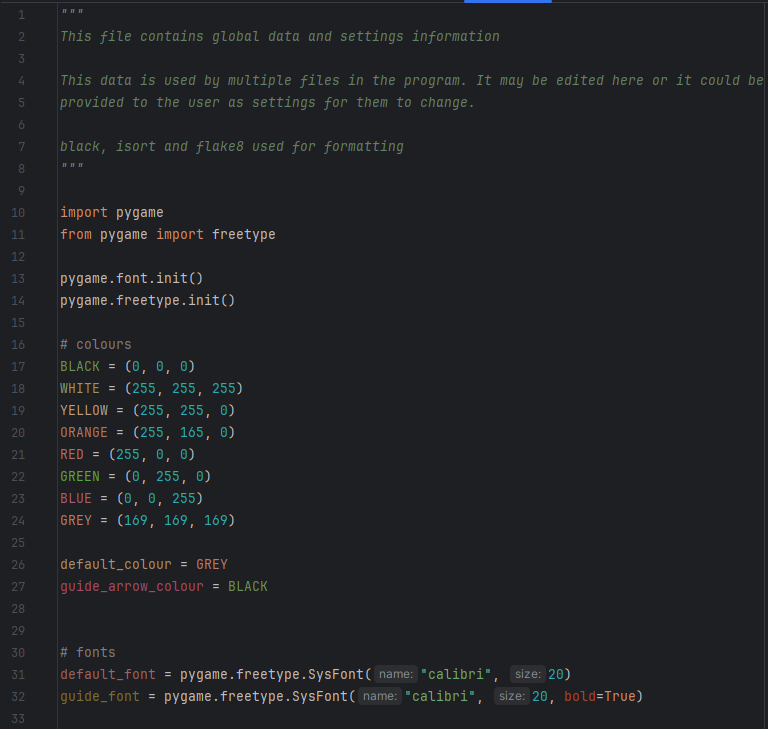 1 """
2 This file contains global data and settings information
3
4 This data is used by multiple files in the program. It may be edited here or it could be
5 provided to the user as settings for them to change.
6
7 black, isort and flake8 used for formatting
8 """
9
10 import pygame
11 from pygame import freetype
12
13 pygame.font.init()
14 pygame.freetype.init()
15
16 # colours
17 BLACK = (0, 0, 0)
18 WHITE = (255, 255, 255)
19 YELLOW = (255, 255, 0)
20 ORANGE = (255, 165, 0)
21 RED = (255, 0, 0)
22 GREEN = (0, 255, 0)
23 BLUE = (0, 0, 255)
24 GREY = (169, 169, 169)
25
26 default_colour = GREY
27 guide_arrow_colour = BLACK
28
29
30 # fonts
31 default_font = pygame.freetype.SysFont( name: "calibri", size: 20)
32 guide_font = pygame.freetype.SysFont( name: "calibri", size: 20, bold=True)
33